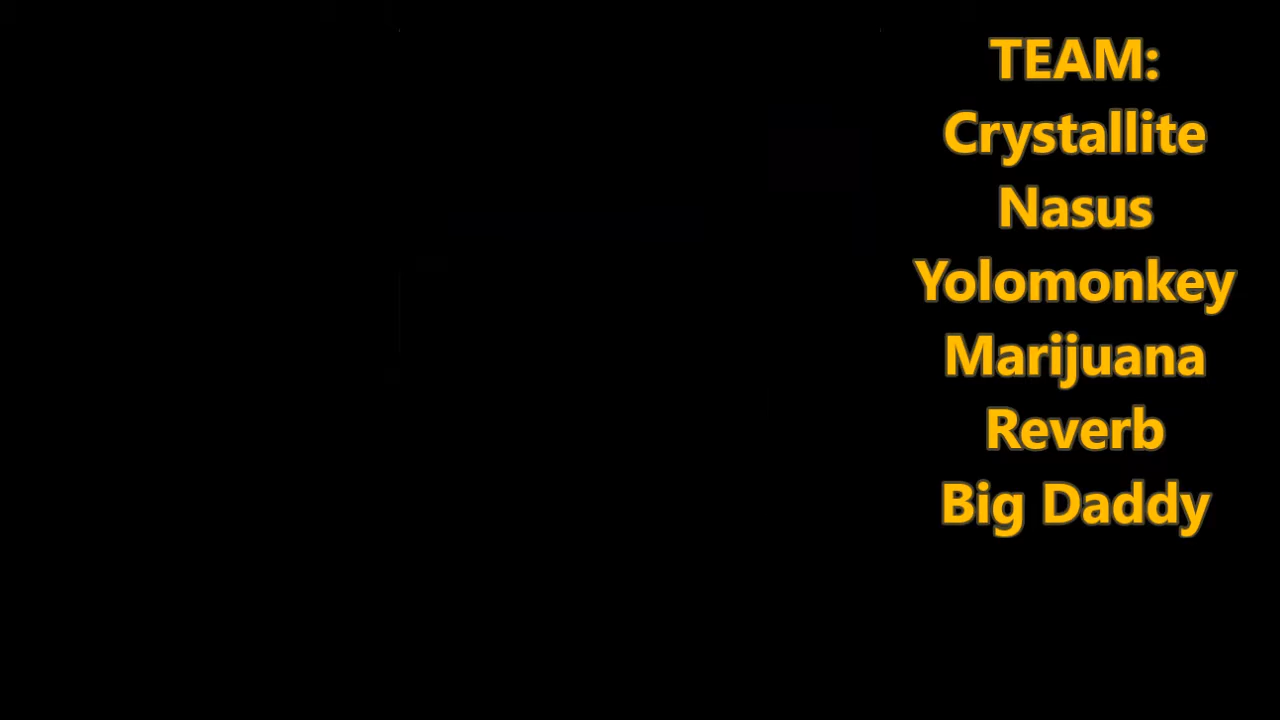 TEAM:
Crystallite
Nasus
Yolomonkey
Marijuana
Reverb
Big Daddy